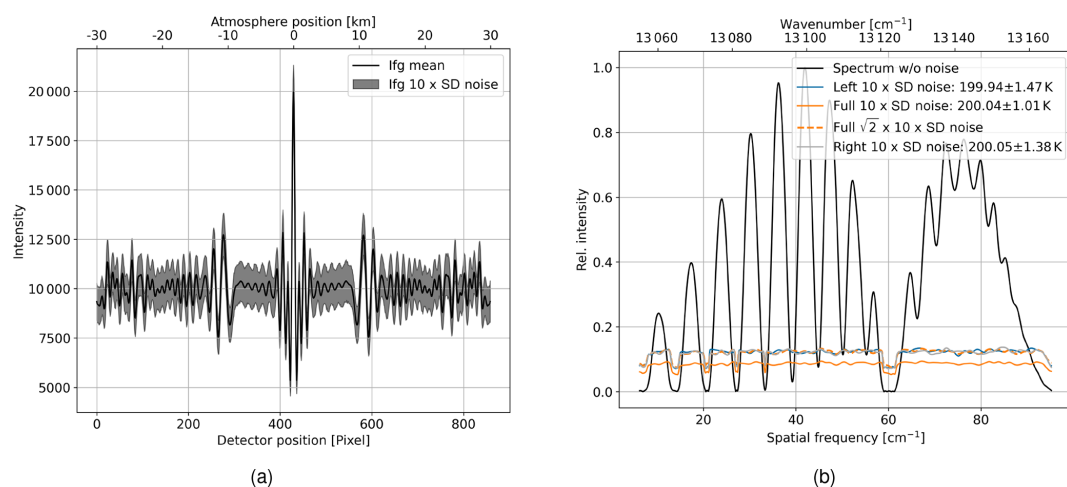 Atmosphere position [km]
-30 -20 -10 0 10 20 30
Ifg mean
Ifg 10 x SD noise
20 000
17 500
15 000
12 500
10 000
7500
5000
Intensity
0 200 400 600 800
Detector position [Pixel]
(a)
Wavenumber [cm⁻¹]
13 060 13 080 13 100 13 120 13 140 13 160
Spectrum w/o noise
Left 10 x SD noise: 199.94±1.47 K
Full 10 x SD noise: 200.04±1.01 K
Full √2 x 10 x SD noise
Right 10 x SD noise: 200.05±1.38 K
1.0
0.8
0.6
0.4
0.2
0.0
Rel. intensity
20 40 60 80
Spatial frequency [cm⁻¹]
(b)